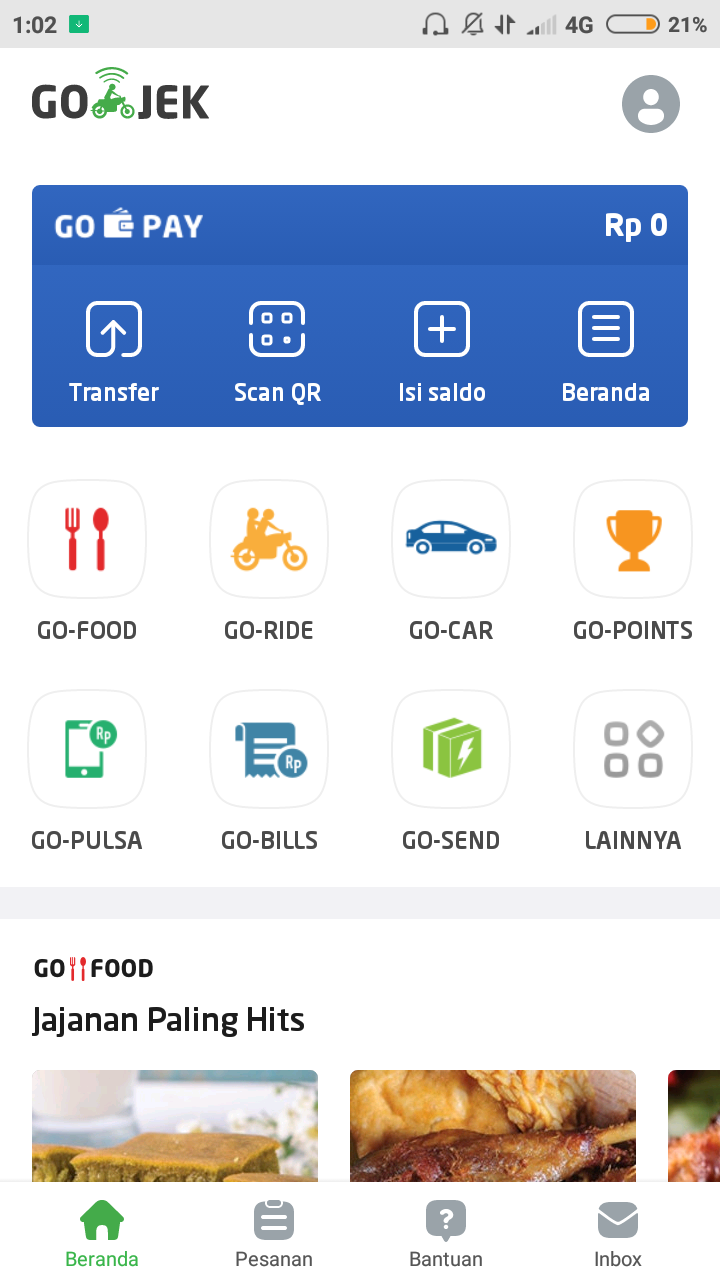 1:02 4G 21%
GO JEK
GO PAY Rp 0
Transfer Scan QR Isi saldo Beranda
GO-FOOD GO-RIDE GO-CAR GO-POINTS
Rp Rp
GO-PULSA GO-BILLS GO-SEND LAINNYA
GO FOOD
Jajanan Paling Hits
?
Beranda Pesanan Bantuan Inbox